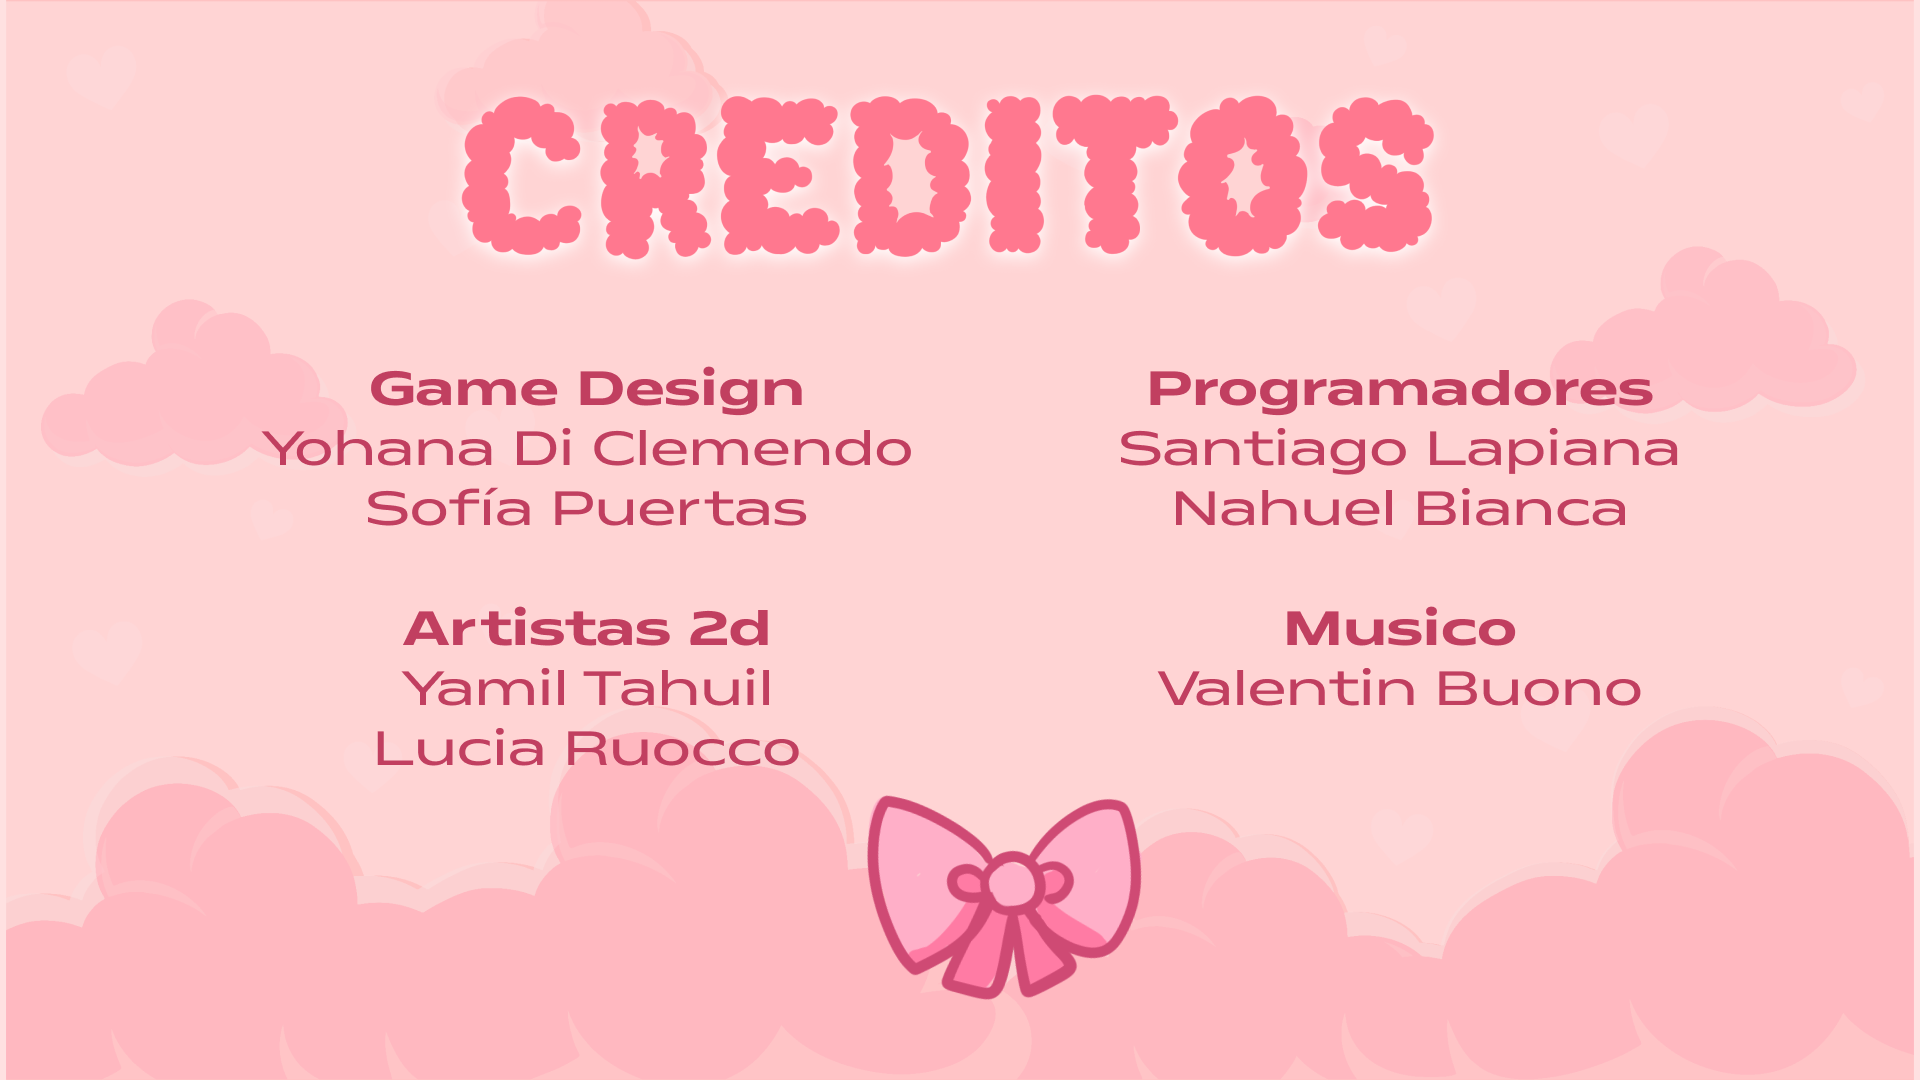 CREDITOS
Game Design
Yohana Di Clemendo
Sofía Puertas
Artistas 2d
Yamil Tahuil
Lucia Ruocco
Programadores
Santiago Lapiana
Nahuel Bianca
Musico
Valentin Buono